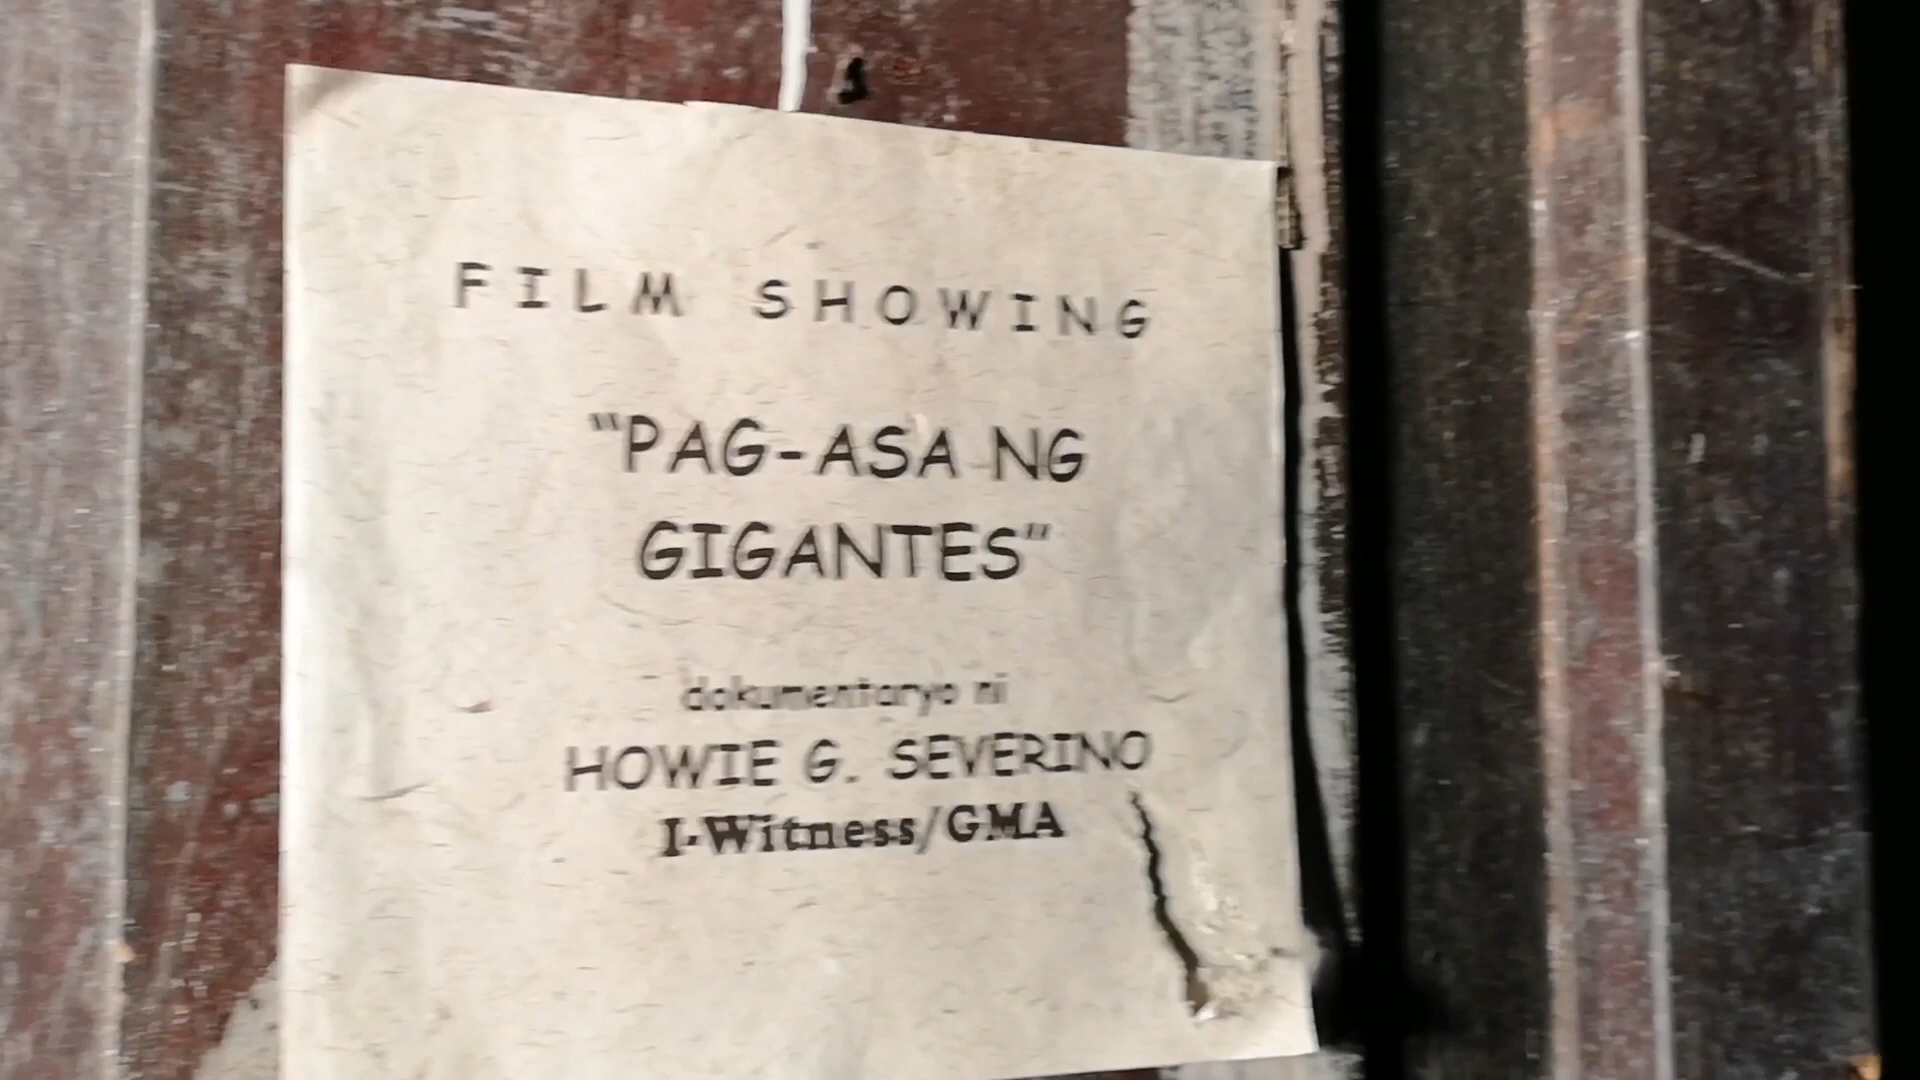 FILM SHOWING
"PAG-ASA NG
GIGANTES"
dokumentaryo ni
HOWIE G. SEVERINO
I-Witness/GMA